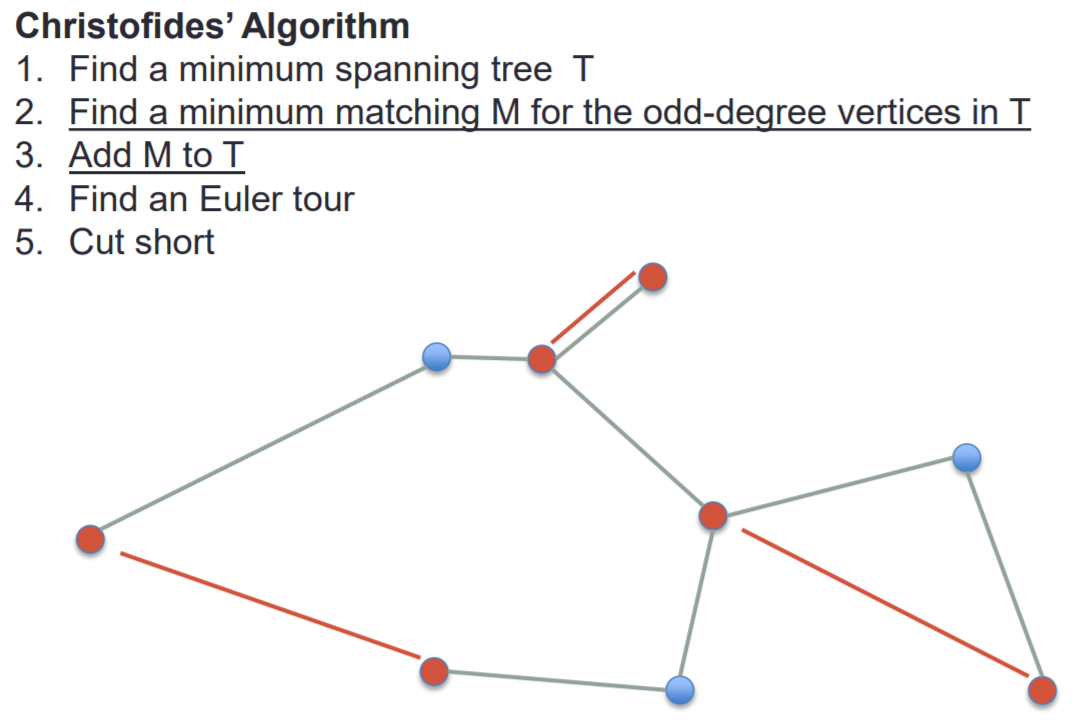 Christofides’ Algorithm
1. Find a minimum spanning tree T
2. Find a minimum matching M for the odd-degree vertices in T
3. Add M to T
4. Find an Euler tour
5. Cut short